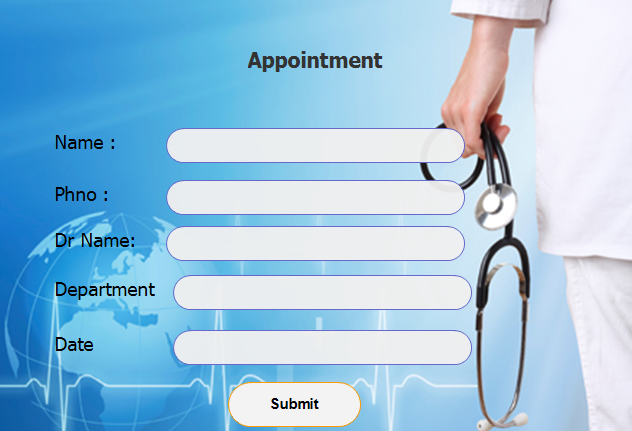 Appointment
Name :
Phno :
Dr Name:
Department
Date
Submit